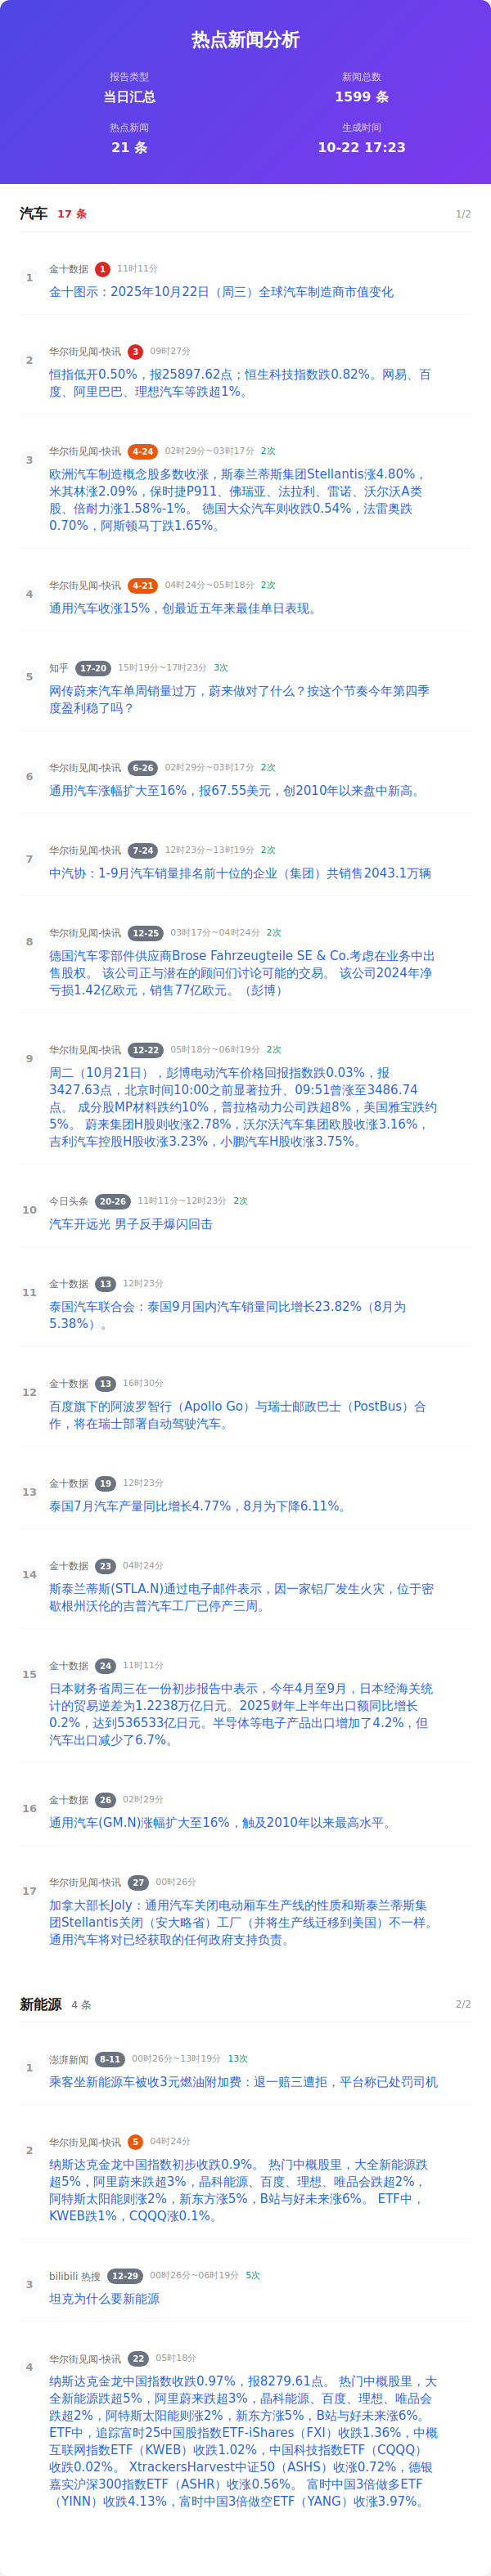 热点新闻分析
报告类型
当日汇总
新闻总数
1599 条
热点新闻
21 条
生成时间
10-22 17:23
汽车 17 条 1/2
1 金十数据 1 11时11分
金十图示：2025年10月22日（周三）全球汽车制造商市值变化
2 华尔街见闻-快讯 3 09时27分
恒指低开0.50%，报25897.62点；恒生科技指数跌0.82%。网易、百
度、阿里巴巴、理想汽车等跌超1%。
3 华尔街见闻-快讯 4-24 02时29分~03时17分 2次
欧洲汽车制造概念股多数收涨，斯泰兰蒂斯集团Stellantis涨4.80%，
米其林涨2.09%，保时捷P911、佛瑞亚、法拉利、雷诺、沃尔沃A类
股、倍耐力涨1.58%-1%。 德国大众汽车则收跌0.54%，法雷奥跌
0.70%，阿斯顿马丁跌1.65%。
4 华尔街见闻-快讯 4-21 04时24分~05时18分 2次
通用汽车收涨15%，创最近五年来最佳单日表现。
5 知乎 17-20 15时19分~17时23分 3次
网传蔚来汽车单周销量过万，蔚来做对了什么？按这个节奏今年第四季
度盈利稳了吗？
6 华尔街见闻-快讯 6-26 02时29分~03时17分 2次
通用汽车涨幅扩大至16%，报67.55美元，创2010年以来盘中新高。
7 华尔街见闻-快讯 7-24 12时23分~13时19分 2次
中汽协：1-9月汽车销量排名前十位的企业（集团）共销售2043.1万辆
8 华尔街见闻-快讯 12-25 03时17分~04时24分 2次
德国汽车零部件供应商Brose Fahrzeugteile SE & Co.考虑在业务中出
售股权。 该公司正与潜在的顾问们讨论可能的交易。 该公司2024年净
亏损1.42亿欧元，销售77亿欧元。（彭博）
9 华尔街见闻-快讯 12-22 05时18分~06时19分 2次
周二（10月21日），彭博电动汽车价格回报指数跌0.03%，报
3427.63点，北京时间10:00之前显著拉升、09:51曾涨至3486.74
点。 成分股MP材料跌约10%，普拉格动力公司跌超8%，美国雅宝跌约
5%。 蔚来集团H股则收涨2.78%，沃尔沃汽车集团欧股收涨3.16%，
吉利汽车控股H股收涨3.23%，小鹏汽车H股收涨3.75%。
10 今日头条 20-26 11时11分~12时23分 2次
汽车开远光 男子反手爆闪回击
11 金十数据 13 12时23分
泰国汽车联合会：泰国9月国内汽车销量同比增长23.82%（8月为
5.38%）。
12 金十数据 13 16时30分
百度旗下的阿波罗智行（Apollo Go）与瑞士邮政巴士（PostBus）合
作，将在瑞士部署自动驾驶汽车。
13 金十数据 19 12时23分
泰国7月汽车产量同比增长4.77%，8月为下降6.11%。
14 金十数据 23 04时24分
斯泰兰蒂斯(STLA.N)通过电子邮件表示，因一家铝厂发生火灾，位于密
歇根州沃伦的吉普汽车工厂已停产三周。
15 金十数据 24 11时11分
日本财务省周三在一份初步报告中表示，今年4月至9月，日本经海关统
计的贸易逆差为1.2238万亿日元。2025财年上半年出口额同比增长
0.2%，达到536533亿日元。半导体等电子产品出口增加了4.2%，但
汽车出口减少了6.7%。
16 金十数据 26 02时29分
通用汽车(GM.N)涨幅扩大至16%，触及2010年以来最高水平。
17 华尔街见闻-快讯 27 00时26分
加拿大部长Joly：通用汽车关闭电动厢车生产线的性质和斯泰兰蒂斯集
团Stellantis关闭（安大略省）工厂（并将生产线迁移到美国）不一样。
通用汽车将对已经获取的任何政府支持负责。
新能源 4 条 2/2
1 澎湃新闻 8-11 00时26分~13时19分 13次
乘客坐新能源车被收3元燃油附加费：退一赔三遭拒，平台称已处罚司机
2 华尔街见闻-快讯 5 04时24分
纳斯达克金龙中国指数初步收跌0.9%。 热门中概股里，大全新能源跌
超5%，阿里蔚来跌超3%，晶科能源、百度、理想、唯品会跌超2%，
阿特斯太阳能则涨2%，新东方涨5%，B站与好未来涨6%。 ETF中，
KWEB跌1%，CQQQ涨0.1%。
3 bilibili 热搜 12-29 00时26分~06时19分 5次
坦克为什么要新能源
4 华尔街见闻-快讯 22 05时18分
纳斯达克金龙中国指数收跌0.97%，报8279.61点。 热门中概股里，大
全新能源跌超5%，阿里蔚来跌超3%，晶科能源、百度、理想、唯品会
跌超2%，阿特斯太阳能则涨2%，新东方涨5%，B站与好未来涨6%。
ETF中，追踪富时25中国股指数ETF-iShares（FXI）收跌1.36%，中概
互联网指数ETF（KWEB）收跌1.02%，中国科技指数ETF（CQQQ）
收跌0.02%。 XtrackersHarvest中证50（ASHS）收涨0.72%，德银
嘉实沪深300指数ETF（ASHR）收涨0.56%。 富时中国3倍做多ETF
（YINN）收跌4.13%，富时中国3倍做空ETF（YANG）收涨3.97%。